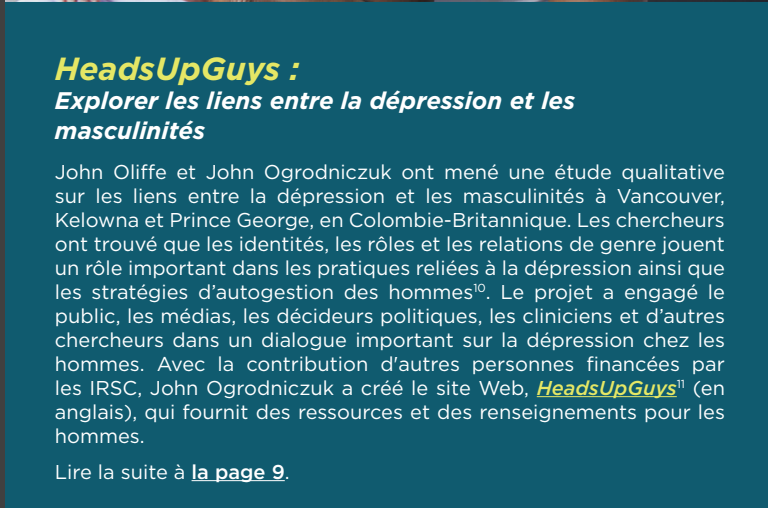 HeadsUpGuys :
Explorer les liens entre la dépression et les
masculinités
John Oliffe et John Ogrodniczuk ont mené une étude qualitative
sur les liens entre la dépression et les masculinités à Vancouver,
Kelowna et Prince George, en Colombie-Britannique. Les chercheurs
ont trouvé que les identités, les rôles et les relations de genre jouent
un rôle important dans les pratiques reliées à la dépression ainsi que
les stratégies d’autogestion des hommes¹⁰. Le projet a engagé le
public, les médias, les décideurs politiques, les cliniciens et d’autres
chercheurs dans un dialogue important sur la dépression chez les
hommes. Avec la contribution d'autres personnes financées par
les IRSC, John Ogrodniczuk a créé le site Web, HeadsUpGuys¹¹ (en
anglais), qui fournit des ressources et des renseignements pour les
hommes.
Lire la suite à la page 9.